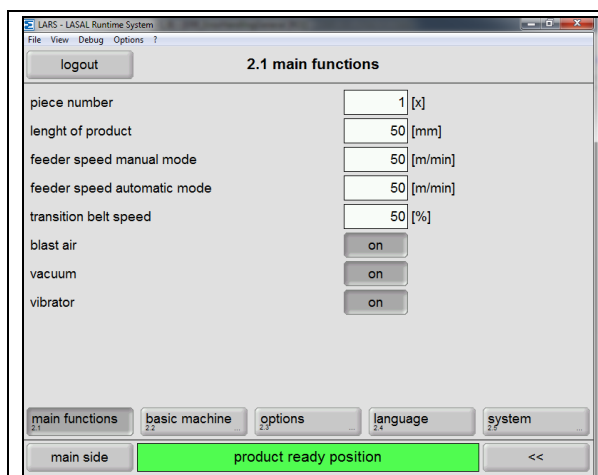 LARS - LASAL Runtime System
File View Debug Options ?
logout
2.1 main functions
piece number 1 [x]
lenght of product 50 [mm]
feeder speed manual mode 50 [m/min]
feeder speed automatic mode 50 [m/min]
transition belt speed 50 [%]
blast air on
vacuum on
vibrator on
main functions basic machine options language system
2.1 2.2 ... 2.3 ... 2.4 2.5 ...
main side product ready position <<